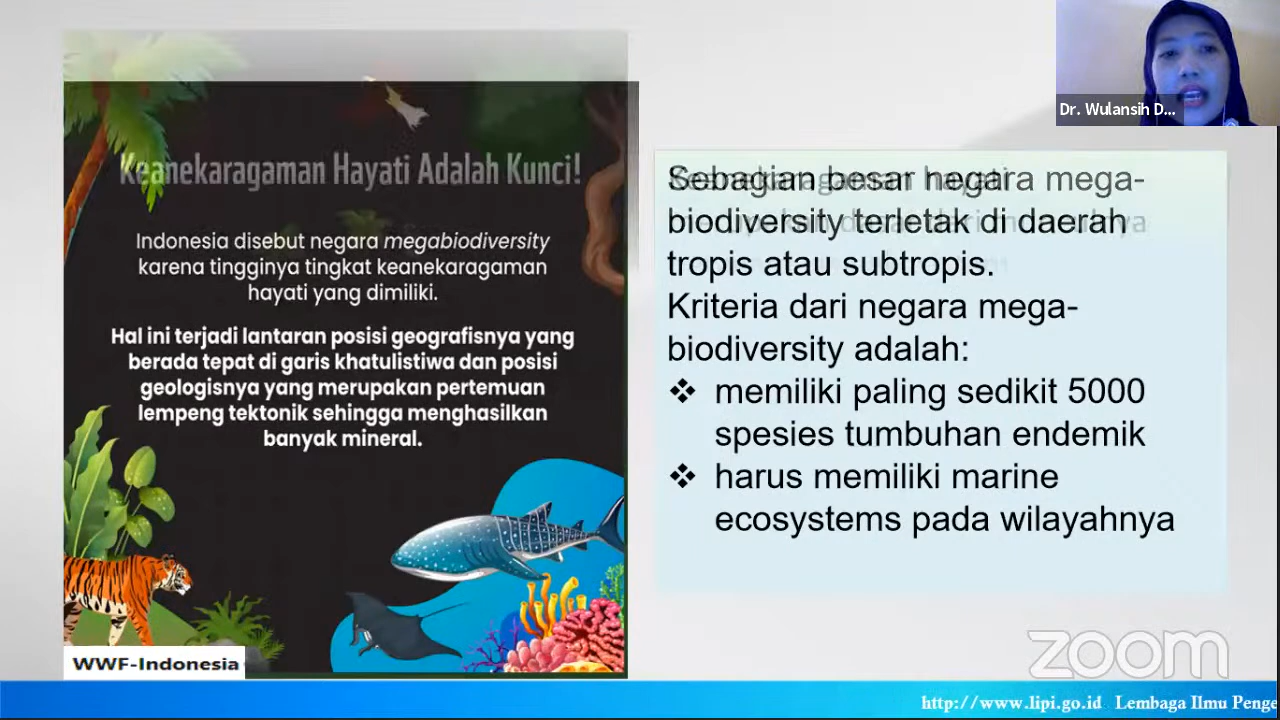 Dr. Wulansih D...
Keanekaragaman Hayati Adalah Kunci!
Indonesia disebut negara megabiodiversity
karena tingginya tingkat keanekaragaman
hayati yang dimiliki.
Hal ini terjadi lantaran posisi geografisnya yang
berada tepat di garis khatulistiwa dan posisi
geologisnya yang merupakan pertemuan
lempeng tektonik sehingga menghasilkan
banyak mineral.
WWF-Indonesia
Sebagian besar negara mega-
biodiversity terletak di daerah
tropis atau subtropis.
Kriteria dari negara mega-
biodiversity adalah:
❖ memiliki paling sedikit 5000
spesies tumbuhan endemik
❖ harus memiliki marine
ecosystems pada wilayahnya
zoom
http://www.lipi.go.id Lembaga Ilmu Penge